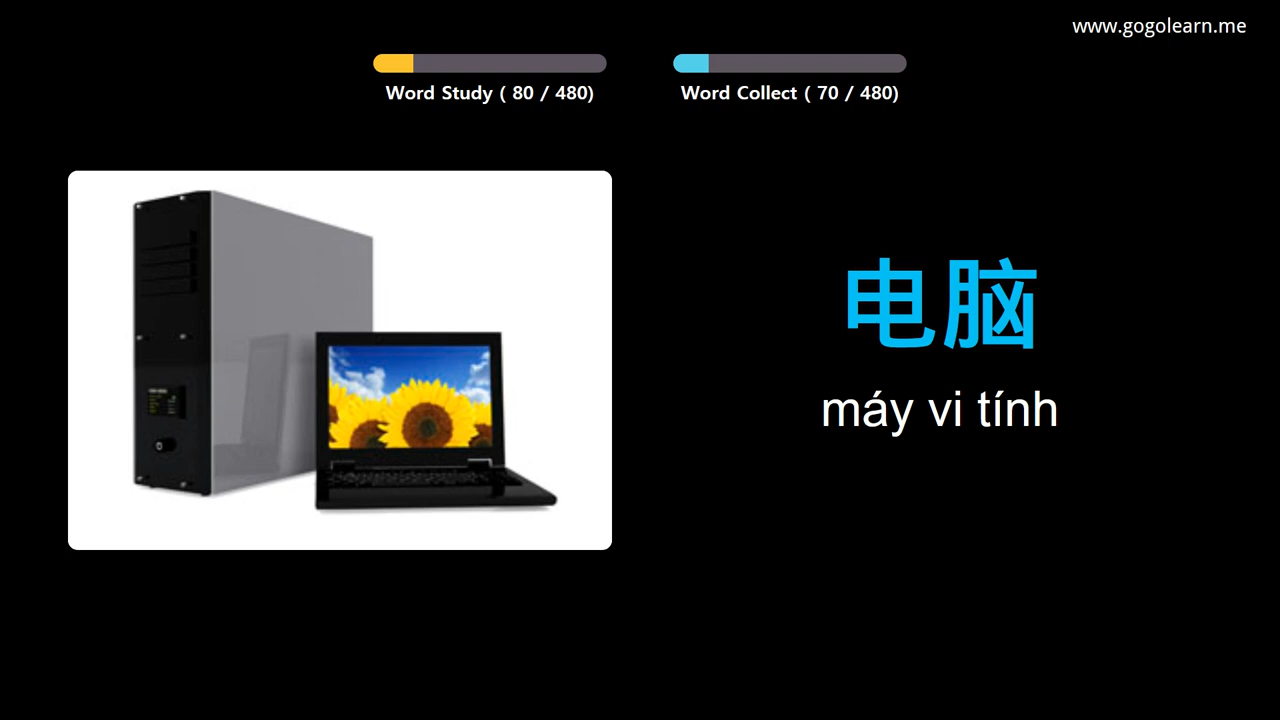 www.gogolearn.me
Word Study ( 80 / 480)
Word Collect ( 70 / 480)
电脑
máy vi tính